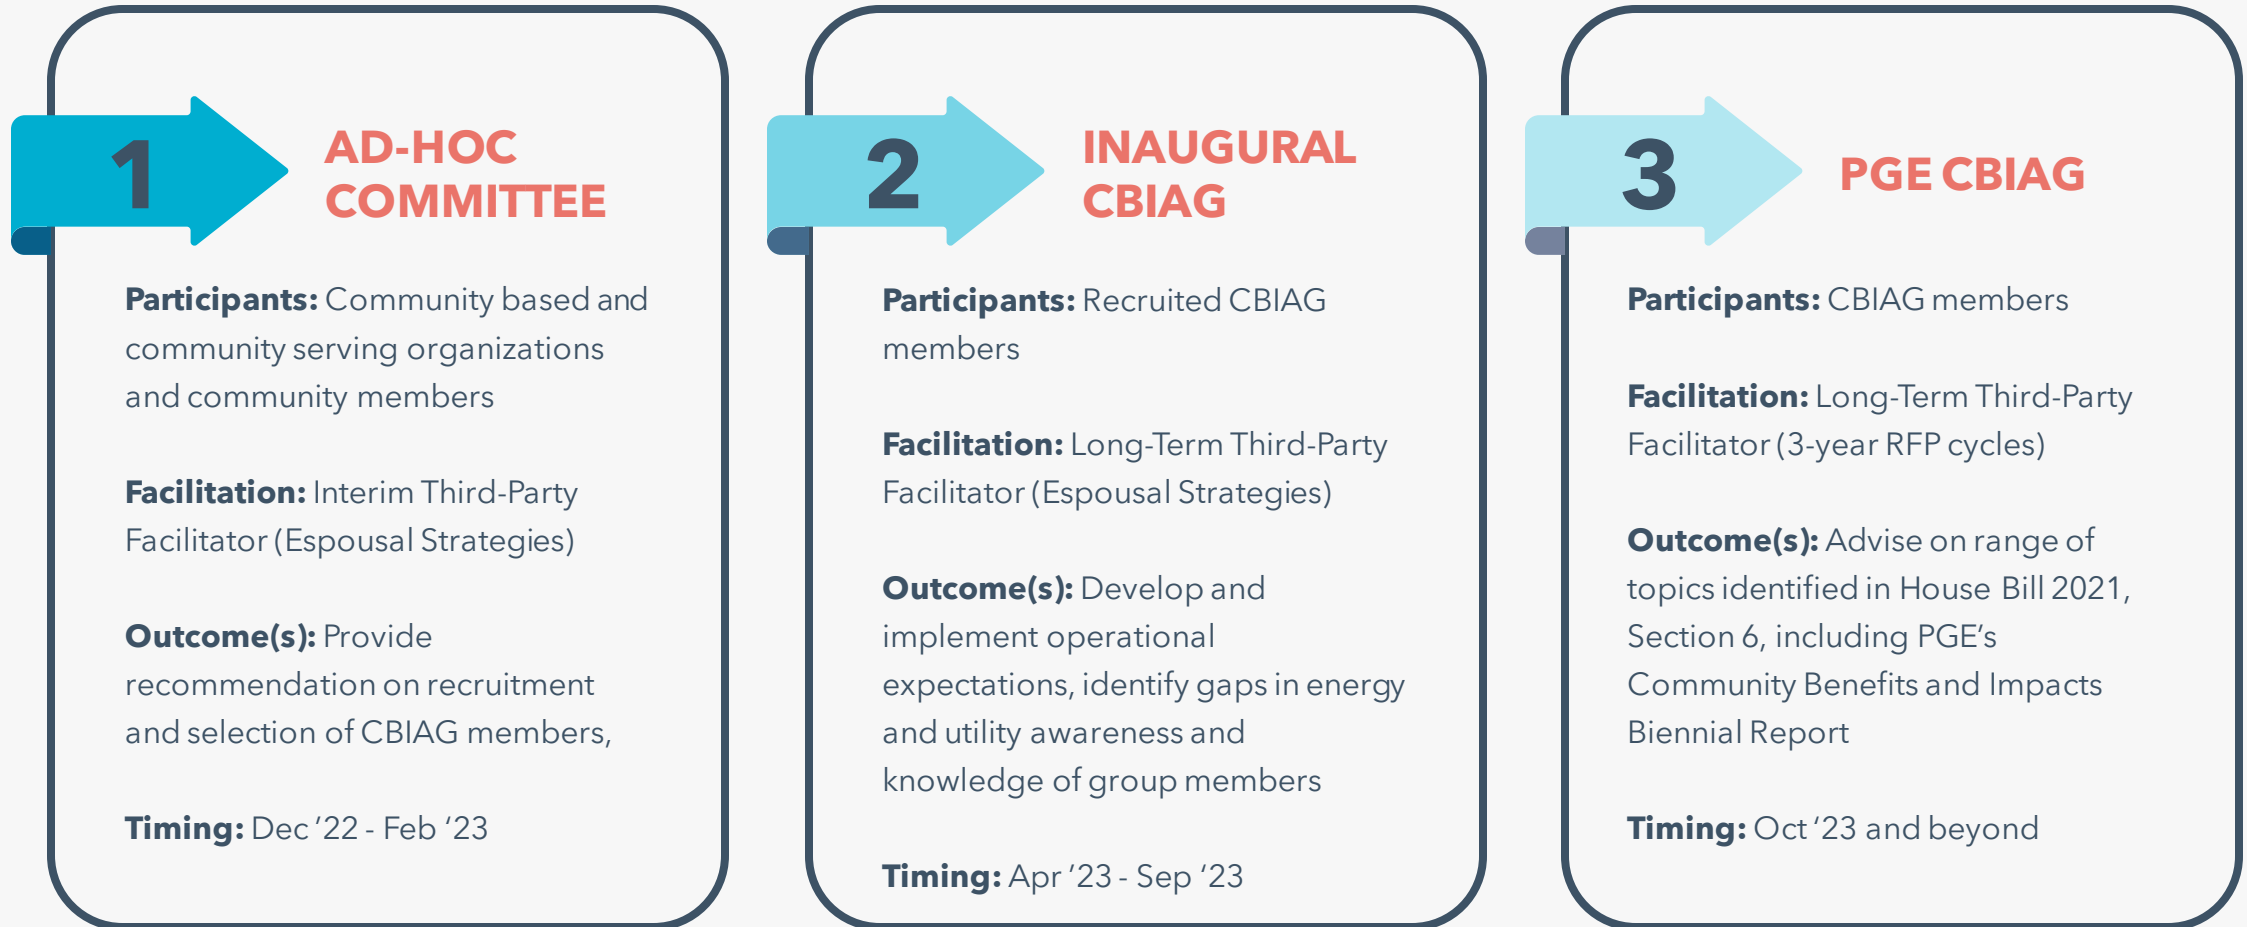 1
AD-HOC
COMMITTEE
Participants: Community based and
community serving organizations
and community members
Facilitation: Interim Third-Party
Facilitator (Espousal Strategies)
Outcome(s): Provide
recommendation on recruitment
and selection of CBIAG members,
Timing: Dec ‘22 - Feb ‘23
2
INAUGURAL
CBIAG
Participants: Recruited CBIAG
members
Facilitation: Long-Term Third-Party
Facilitator (Espousal Strategies)
Outcome(s): Develop and
implement operational
expectations, identify gaps in energy
and utility awareness and
knowledge of group members
Timing: Apr ‘23 - Sep ‘23
3
PGE CBIAG
Participants: CBIAG members
Facilitation: Long-Term Third-Party
Facilitator (3-year RFP cycles)
Outcome(s): Advise on range of
topics identified in House Bill 2021,
Section 6, including PGE’s
Community Benefits and Impacts
Biennial Report
Timing: Oct ‘23 and beyond